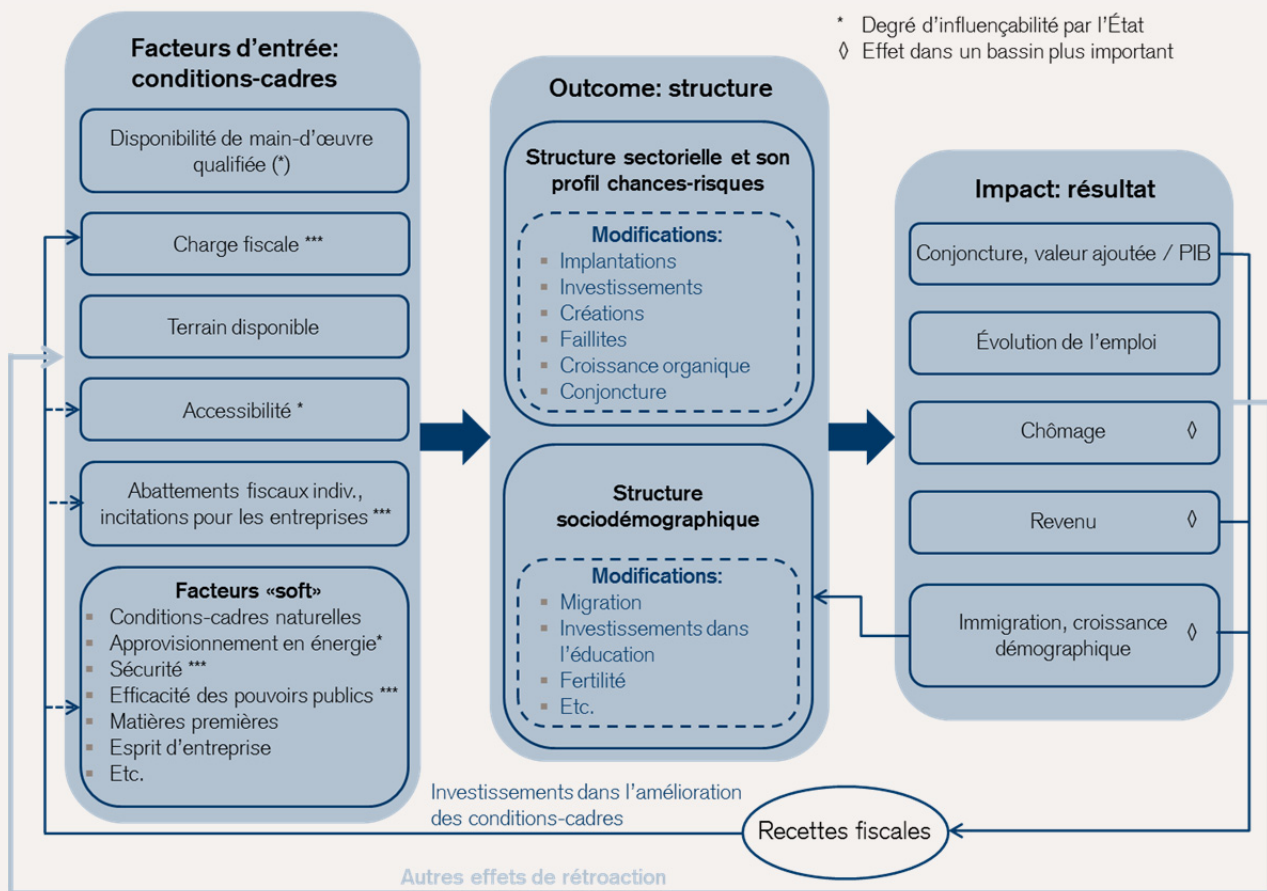 * Degré d'influençabilité par l'État
◊ Effet dans un bassin plus important
Facteurs d'entrée:
conditions-cadres
Disponibilité de main-d'œuvre
qualifiée (*)
Charge fiscale ***
Terrain disponible
Accessibilité *
Abattements fiscaux indiv.,
incitations pour les entreprises ***
Facteurs «soft»
▪ Conditions-cadres naturelles
▪ Approvisionnement en énergie*
▪ Sécurité ***
▪ Efficacité des pouvoirs publics ***
▪ Matières premières
▪ Esprit d'entreprise
▪ Etc.
Outcome: structure
Structure sectorielle et son
profil chances-risques
Modifications:
▪ Implantations
▪ Investissements
▪ Créations
▪ Faillites
▪ Croissance organique
▪ Conjoncture
Structure
sociodémographique
Modifications:
▪ Migration
▪ Investissements dans
l'éducation
▪ Fertilité
▪ Etc.
Impact: résultat
Conjoncture, valeur ajoutée / PIB
Évolution de l'emploi
Chômage ◊
Revenu ◊
Immigration, croissance
démographique ◊
Investissements dans l'amélioration
des conditions-cadres
Recettes fiscales
Autres effets de rétroaction